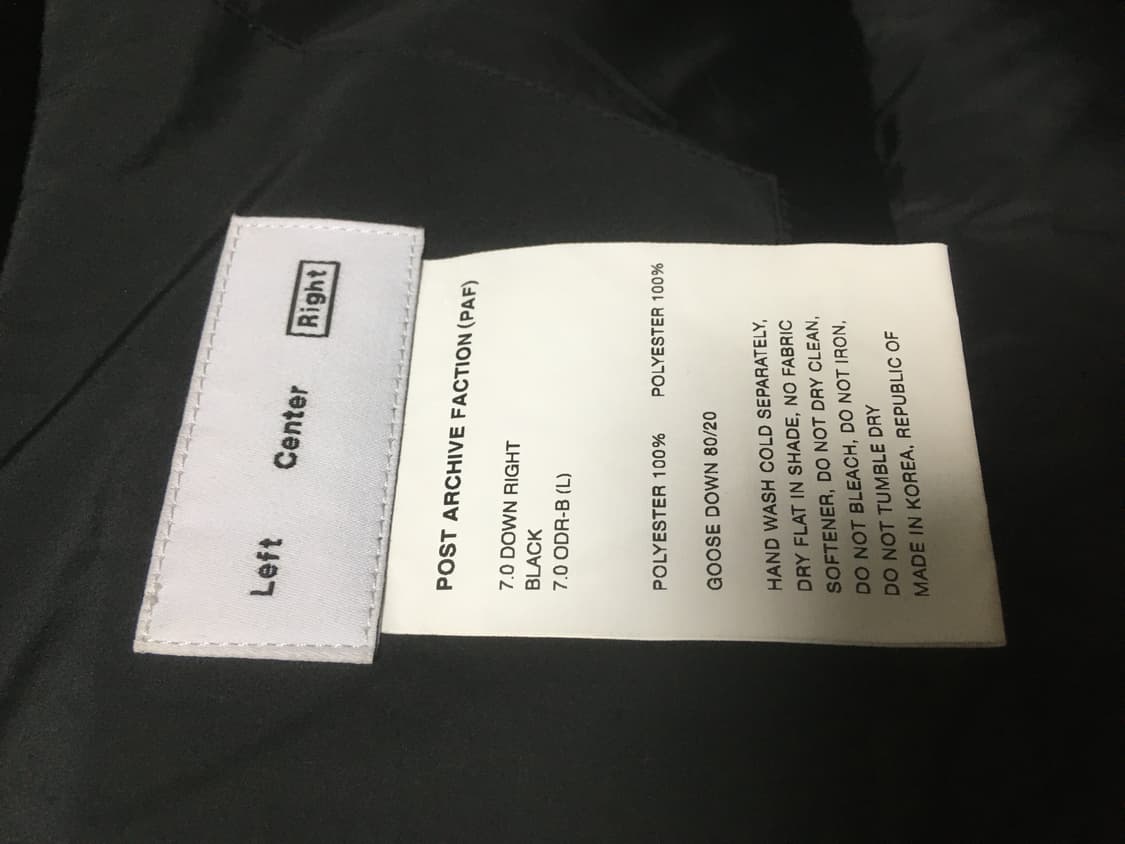 Left Center Right
POST ARCHIVE FACTION (PAF)
7.0 DOWN RIGHT
BLACK
7.0 ODR-B (L)
POLYESTER 100% POLYESTER 100%
GOOSE DOWN 80/20
HAND WASH COLD SEPARATELY,
DRY FLAT IN SHADE, NO FABRIC
SOFTENER, DO NOT DRY CLEAN,
DO NOT BLEACH, DO NOT IRON,
DO NOT TUMBLE DRY
MADE IN KOREA, REPUBLIC OF